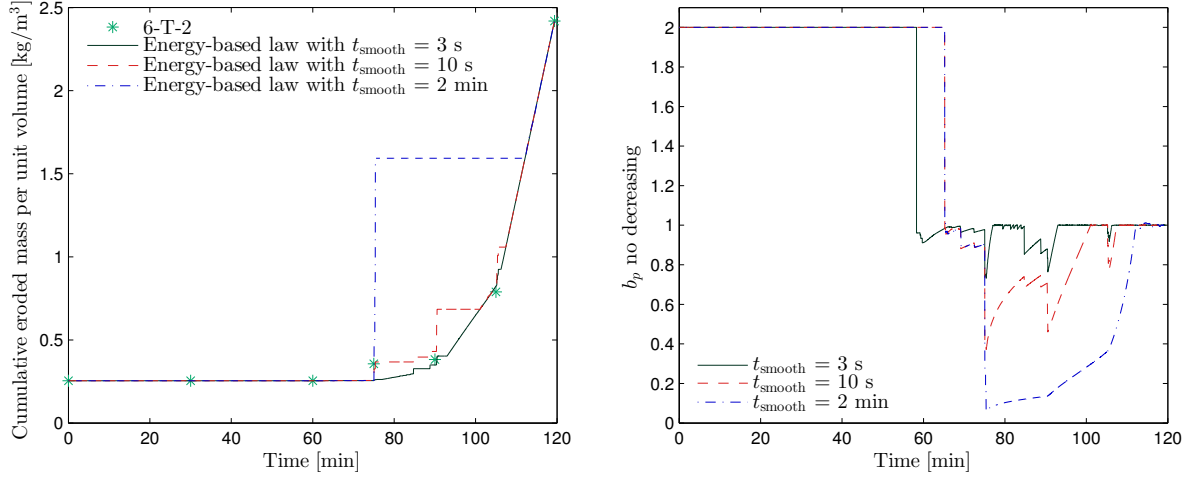 Cumulative eroded mass per unit volume [kg/m³]
2.5
2
1.5
1
0.5
0
6-T-2
Energy-based law with t_smooth = 3 s
Energy-based law with t_smooth = 10 s
Energy-based law with t_smooth = 2 min
0 20 40 60 80 100 120
Time [min]
b_p no decreasing
2
1.8
1.6
1.4
1.2
1
0.8
0.6
0.4
0.2
0
t_smooth = 3 s
t_smooth = 10 s
t_smooth = 2 min
0 20 40 60 80 100 120
Time [min]